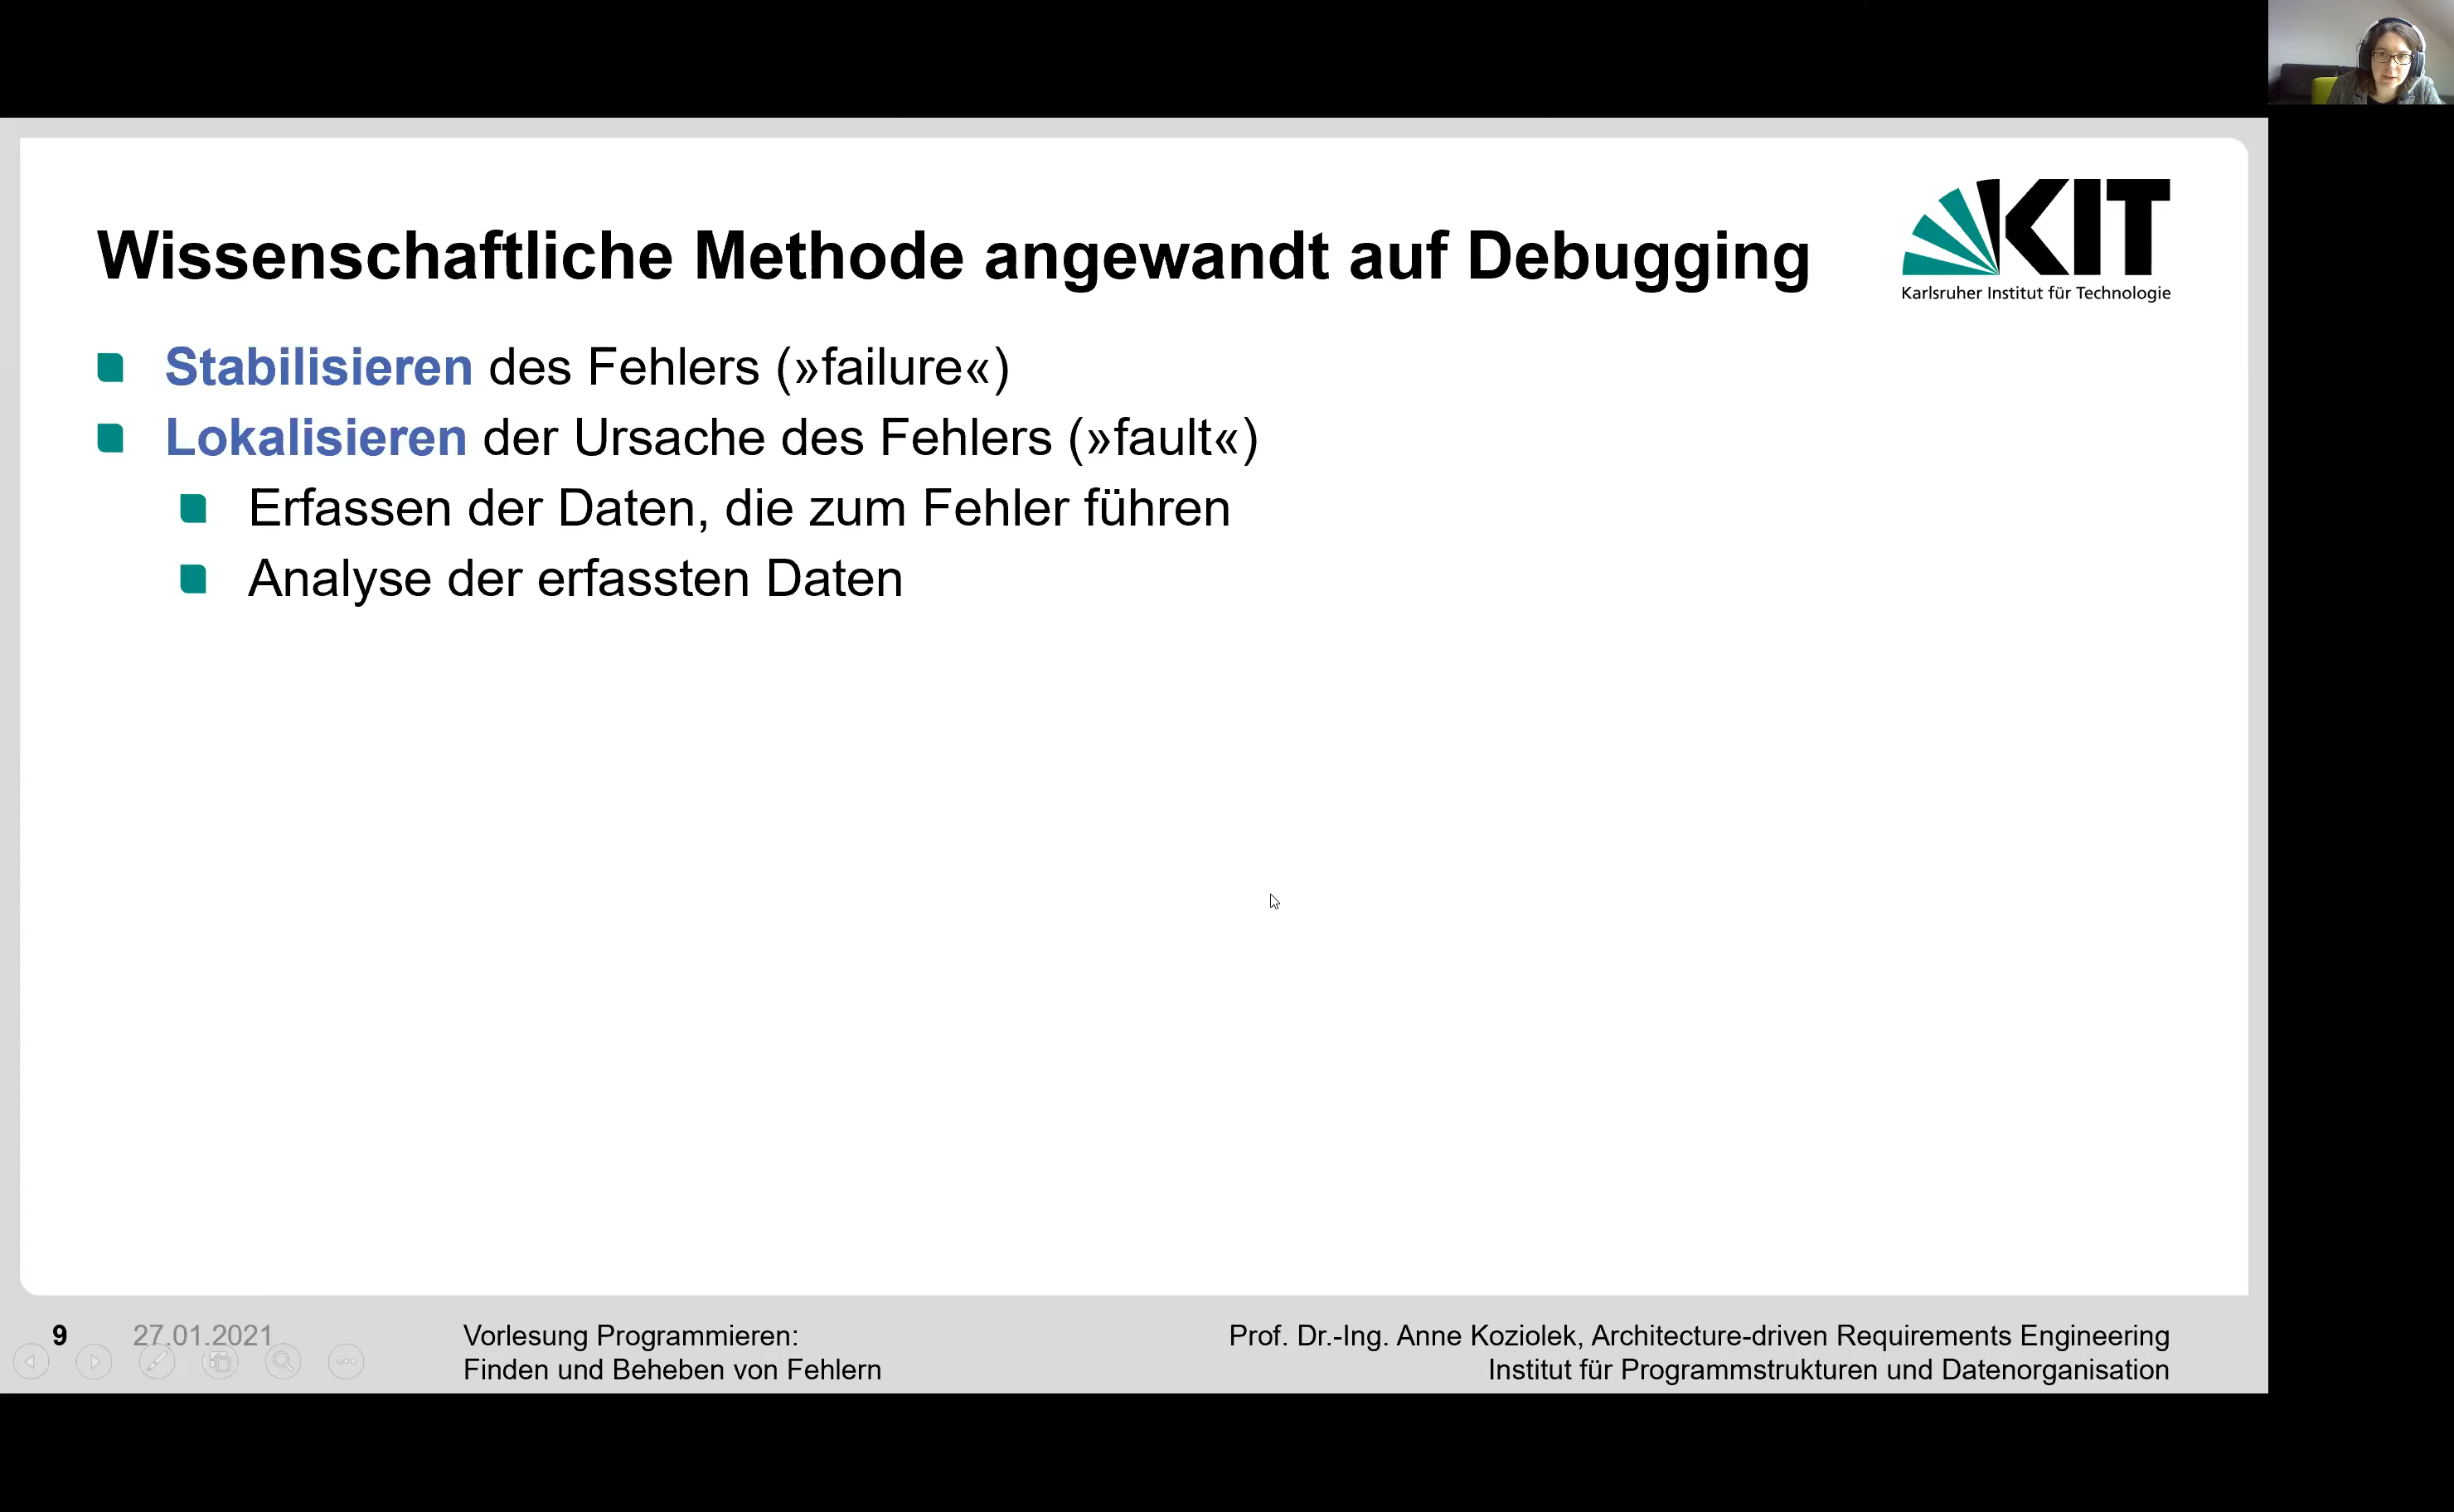 Wissenschaftliche Methode angewandt auf Debugging
KIT
Karlsruher Institut für Technologie
Stabilisieren des Fehlers (»failure«)
Lokalisieren der Ursache des Fehlers (»fault«)
Erfassen der Daten, die zum Fehler führen
Analyse der erfassten Daten
9
27.01.2021
Vorlesung Programmieren:
Finden und Beheben von Fehlern
Prof. Dr.-Ing. Anne Koziolek, Architecture-driven Requirements Engineering
Institut für Programmstrukturen und Datenorganisation